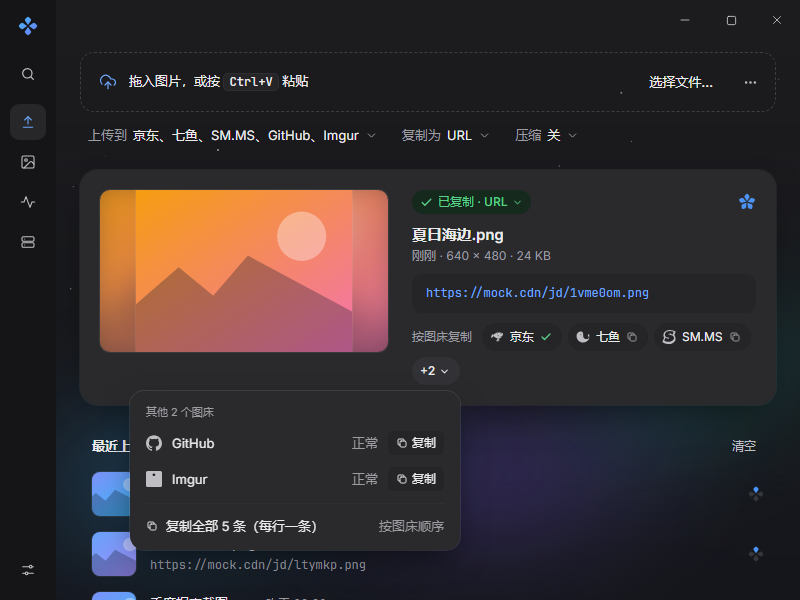 拖入图片，或按 Ctrl+V 粘贴
选择文件...
上传到 京东、七鱼、SM.MS、GitHub、Imgur
复制为 URL
压缩 关
已复制 · URL
夏日海边.png
刚刚 · 640 × 480 · 24 KB
https://mock.cdn/jd/1vme0om.png
按图床复制
京东
七鱼
SM.MS
+2
其他 2 个图床
GitHub 正常 复制
Imgur 正常 复制
复制全部 5 条（每行一条） 按图床顺序
最近上
清空
https://mock.cdn/jd/ltymkp.png